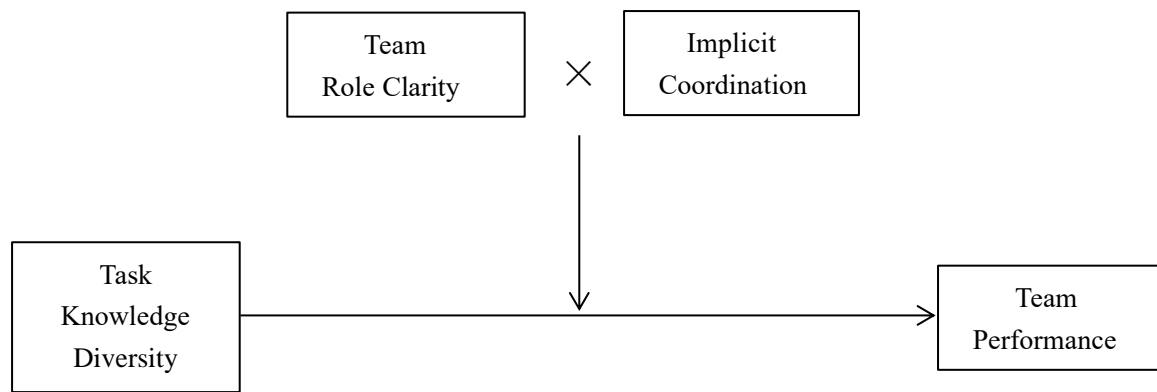 Team
Role Clarity
×
Implicit
Coordination
Task
Knowledge
Diversity
Team
Performance